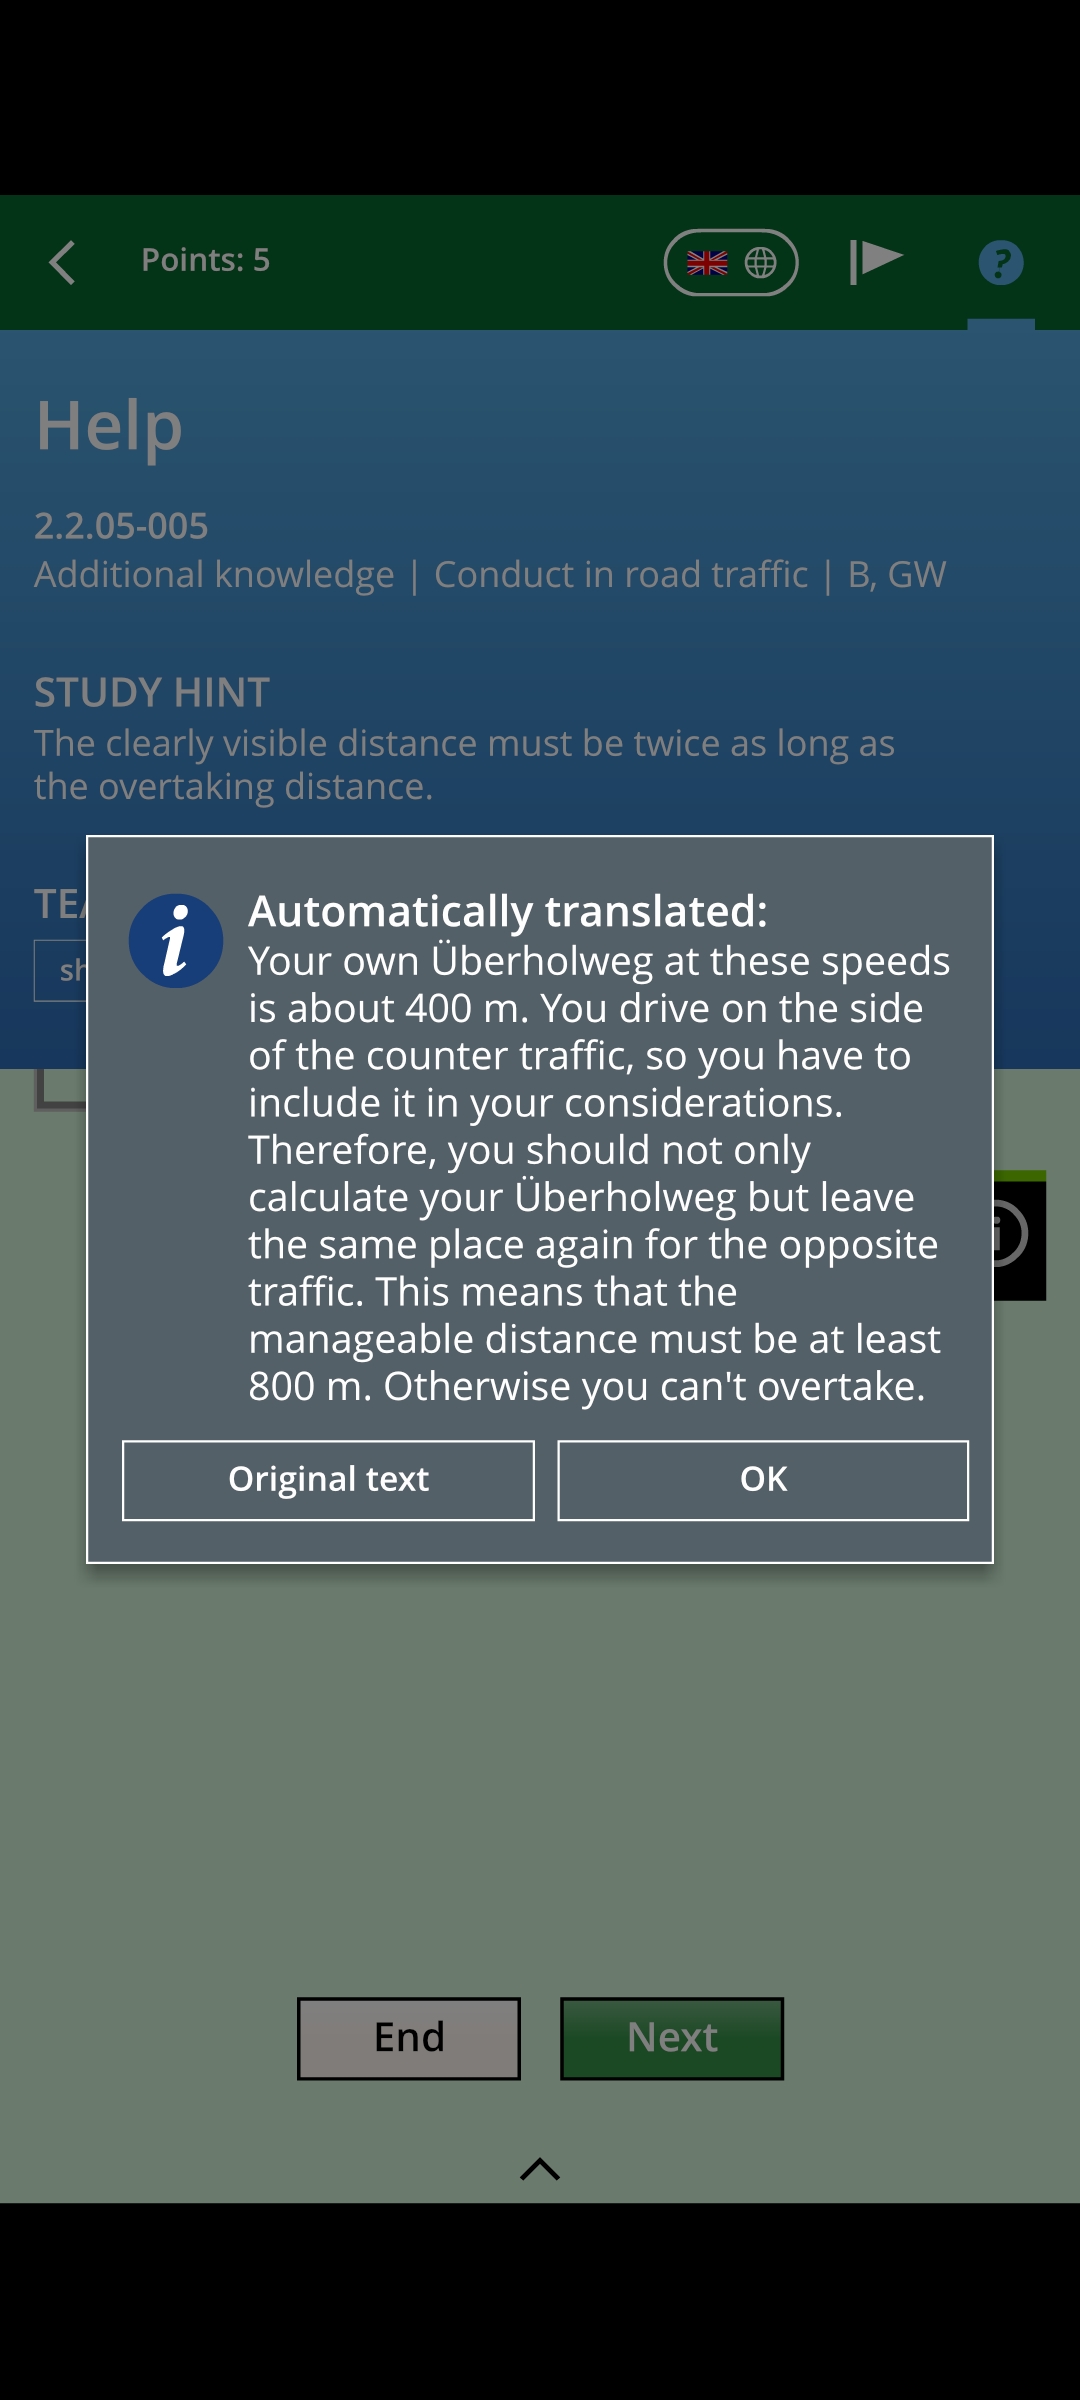 Points: 5
?
Help
2.2.05-005
Additional knowledge | Conduct in road traffic | B, GW
STUDY HINT
The clearly visible distance must be twice as long as
the overtaking distance.
Automatically translated:
Your own Überholweg at these speeds
is about 400 m. You drive on the side
of the counter traffic, so you have to
include it in your considerations.
Therefore, you should not only
calculate your Überholweg but leave
the same place again for the opposite
traffic. This means that the
manageable distance must be at least
800 m. Otherwise you can't overtake.
Original text
OK
End
Next